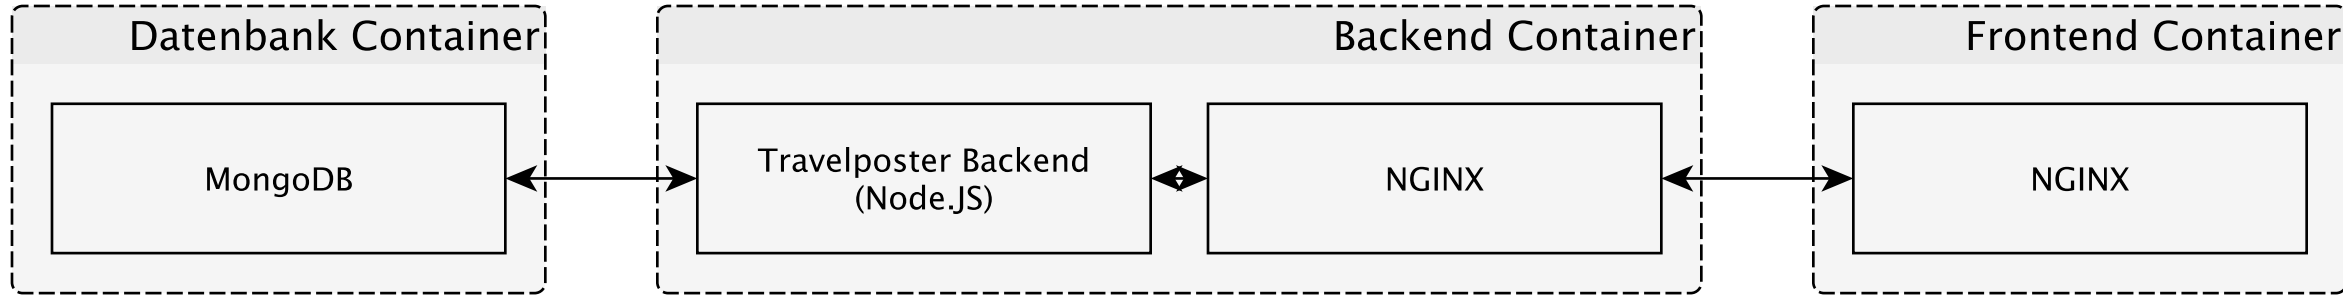 Datenbank Container
Backend Container
Frontend Container
MongoDB
Travelposter Backend
(Node.JS)
NGINX
NGINX